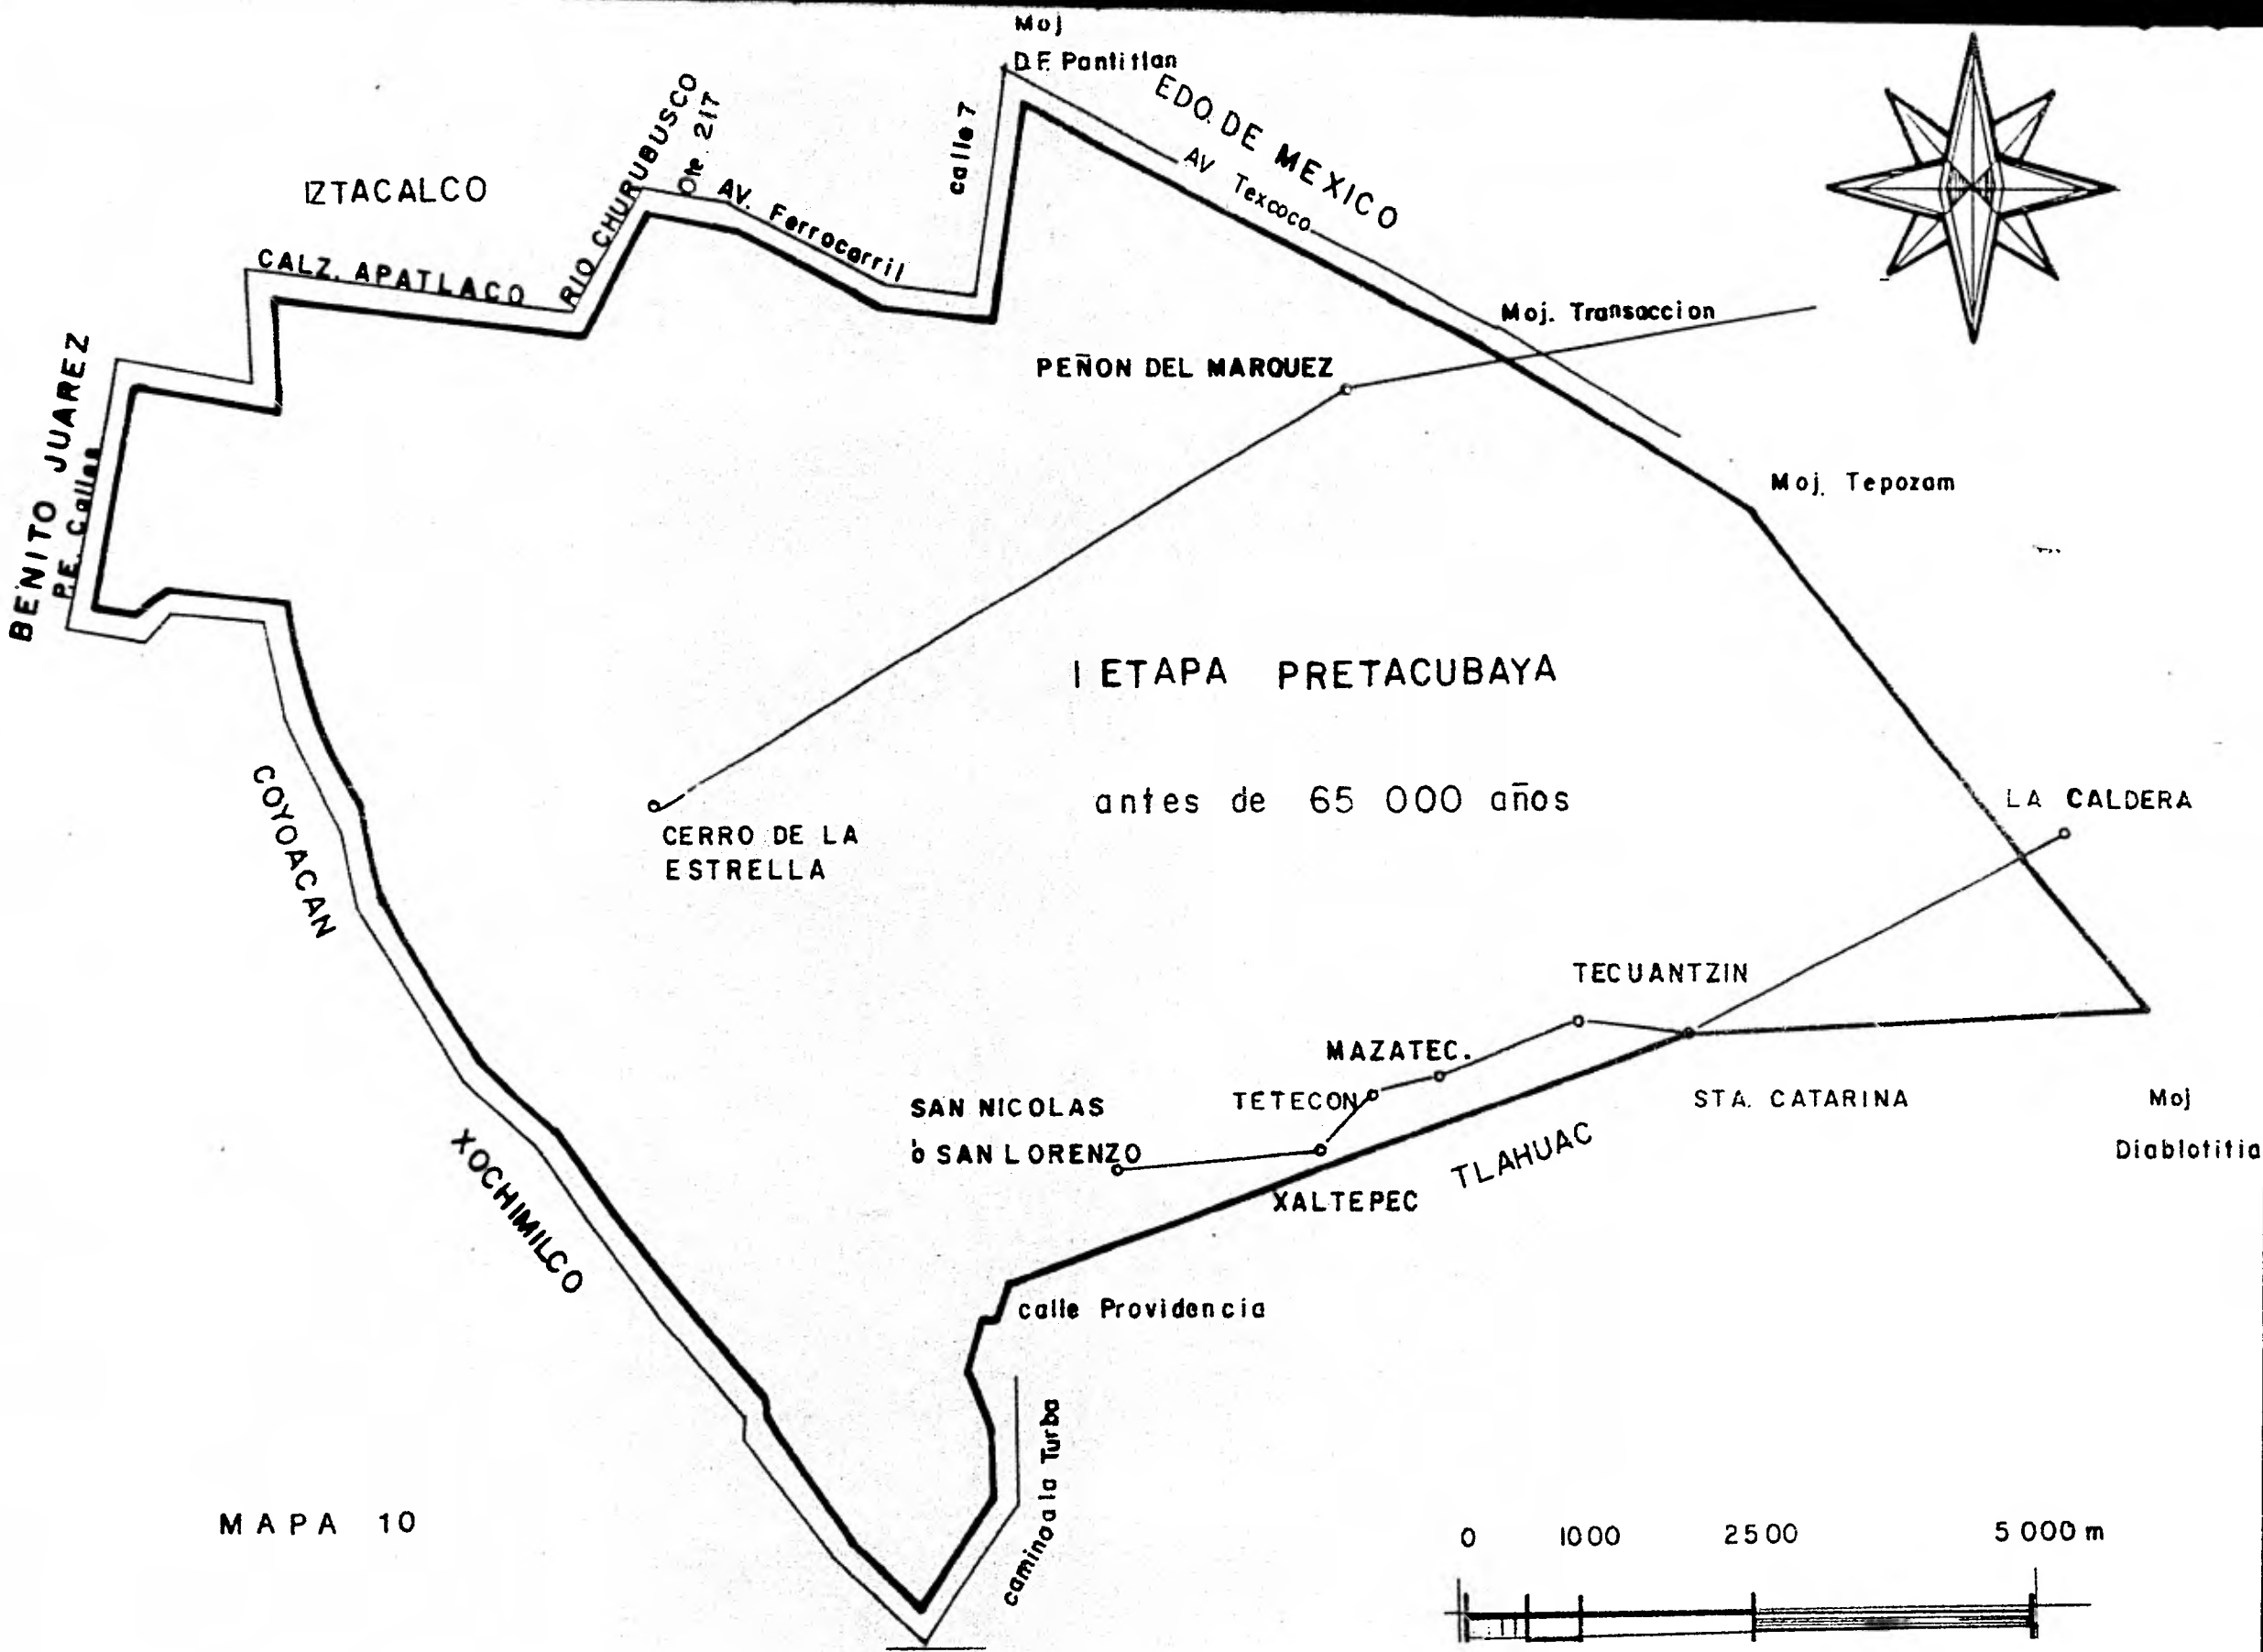 Moj
D.F. Pantitlan
EDO. DE MEXICO
AV Texcoco
calle 7
RIO CHURUBUSCO
Ote. 217
AV. Ferrocarril
IZTACALCO
CALZ. APATLACO
Moj. Transaccion
PEÑON DEL MARQUEZ
BENITO JUAREZ
P.E. Calles
Moj. Tepozam
I ETAPA PRETACUBAYA
antes de 65 000 años
LA CALDERA
CERRO DE LA
ESTRELLA
COYOACAN
TECUANTZIN
MAZATEC.
TETECON
STA. CATARINA
Moj
Diablotitla
SAN NICOLAS
ò SAN LORENZO
TLAHUAC
XALTEPEC
XOCHIMILCO
calle Providencia
camino a la Turba
MAPA 10
0 1000 2500 5 000 m